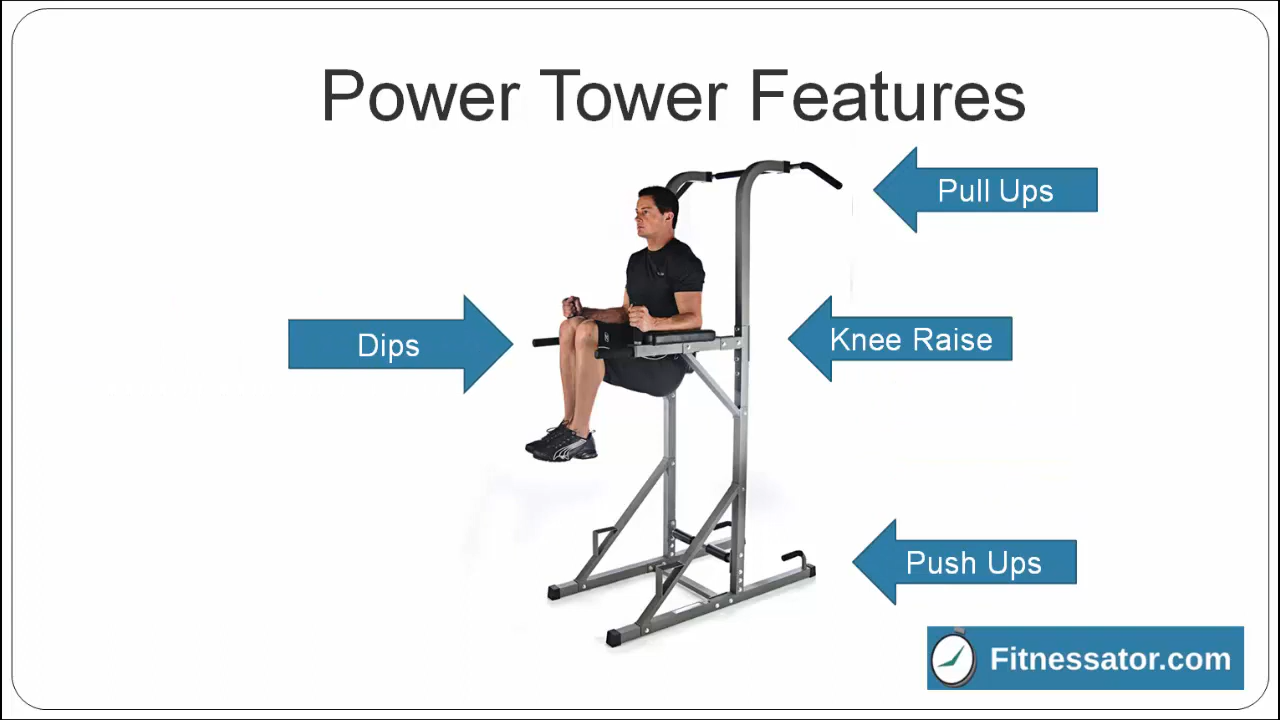 Power Tower Features
Pull Ups
Dips
Knee Raise
Push Ups
Fitnessator.com